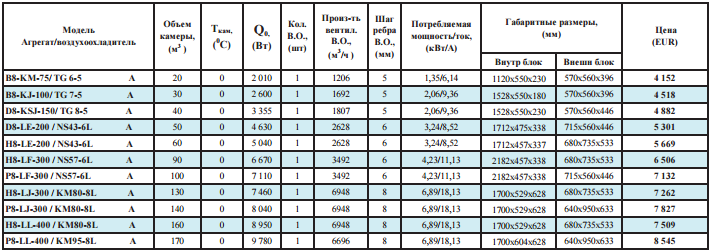 Модель Агрегат/воздухоохладитель | Объем камеры, (м³ ) | Tкам, (⁰C) | Q0, (Вт) | Кол. В.О., (шт) | Произ-ть вентил. В.О., (м³/ч ) | Шаг ребра В.О., (мм) | Потребляемая мощность/ток, (кВт/А) | Габаритные размеры, (мм) | Цена (EUR)
Внутр блок | Внешн блок
B8-KM-75/ TG 6-5 A | 20 | 0 | 2 010 | 1 | 1206 | 5 | 1,35/6,14 | 1120x550x230 | 570x560x396 | 4 152
B8-KJ-100/ TG 7-5 A | 30 | 0 | 2 600 | 1 | 1692 | 5 | 2,06/9,36 | 1528x550x180 | 570x560x396 | 4 518
D8-KSJ-150/ TG 8-5 A | 40 | 0 | 3 355 | 1 | 1807 | 5 | 2,06/9,36 | 1528x550x230 | 570x560x446 | 4 882
D8-LE-200 / NS43-6L A | 50 | 0 | 4 630 | 1 | 2628 | 6 | 3,24/8,52 | 1712x475x338 | 715x560x446 | 5 301
H8-LE-200 / NS43-6L A | 60 | 0 | 5 040 | 1 | 2628 | 6 | 3,24/8,52 | 1712x457x337 | 680x735x533 | 5 669
H8-LF-300 / NS57-6L A | 90 | 0 | 6 670 | 1 | 3492 | 6 | 4,23/11,13 | 2182x457x338 | 680x735x533 | 6 506
P8-LF-300 / NS57-6L A | 100 | 0 | 7 110 | 1 | 3492 | 6 | 4,23/11,13 | 2182x457x338 | 715x560x446 | 7 132
H8-LJ-300 / KM80-8L A | 130 | 0 | 7 460 | 1 | 6948 | 8 | 6,89/18,13 | 1700x529x628 | 680x735x533 | 7 262
P8-LJ-300 / KM80-8L A | 140 | 0 | 8 040 | 1 | 6948 | 8 | 6,89/18,13 | 1700x529x628 | 640x950x633 | 7 827
H8-LL-400 / KM80-8L A | 160 | 0 | 8 950 | 1 | 6948 | 8 | 6,89/18,13 | 1700x529x628 | 680x735x533 | 7 509
P8-LL-400 / KM95-8L A | 170 | 0 | 9 780 | 1 | 6696 | 8 | 6,89/18,13 | 1700x604x628 | 640x950x633 | 8 545